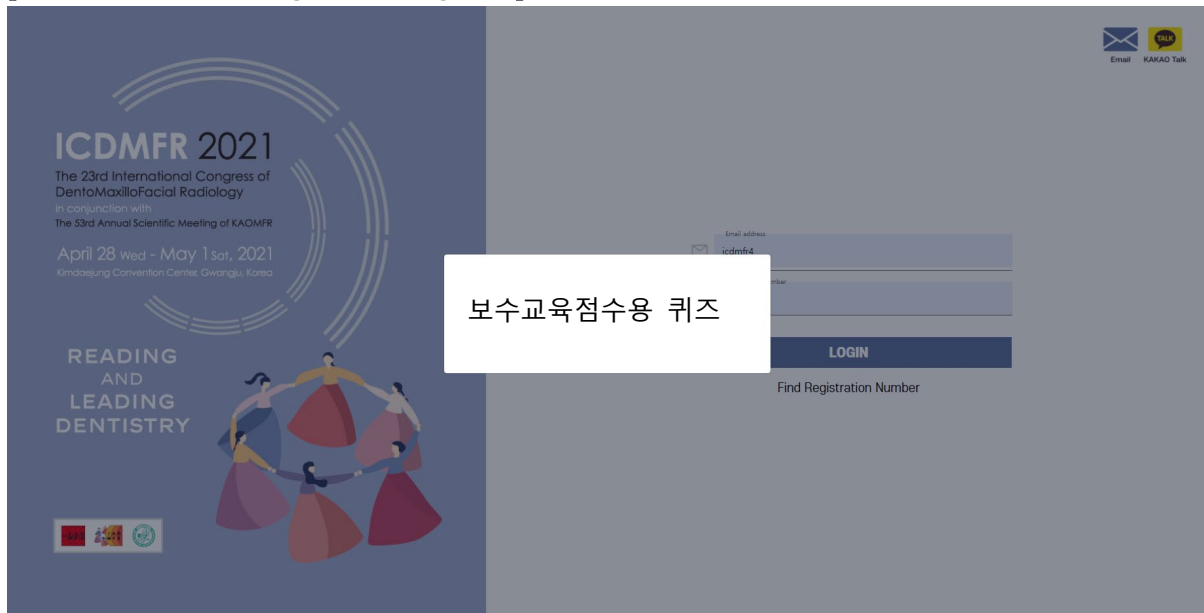 Email
TALK
KAKAO Talk
ICDMFR 2021
The 23rd International Congress of
DentoMaxilloFacial Radiology
in conjunction with
The 53rd Annual Scientific Meeting of KAOMFR
April 28 Wed - May 1 Sat, 2021
Kimdaejung Convention Center, Gwangju, Korea
READING
AND
LEADING
DENTISTRY
Email address
icdmfr4
보수교육점수용 퀴즈
LOGIN
Find Registration Number